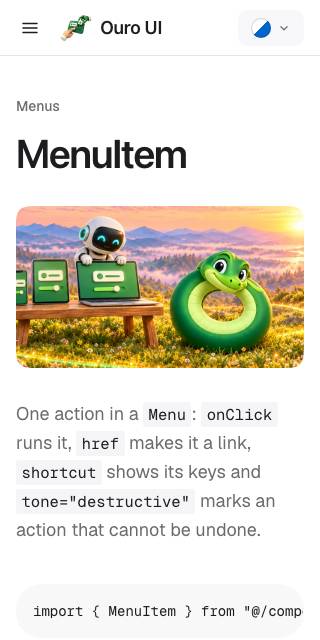 Ouro UI
Menus
MenuItem
One action in a Menu: onClick
runs it, href makes it a link,
shortcut shows its keys and
tone="destructive" marks an
action that cannot be undone.
import { MenuItem } from "@/comp